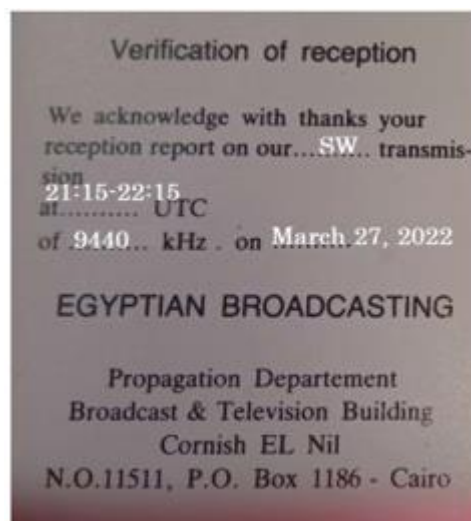 Verification of reception
We acknowledge with thanks your
reception report on our....SW.... transmis-
sion
21:15-22:15
at.......... UTC
of 9440... kHz . on March 27, 2022
EGYPTIAN BROADCASTING
Propagation Departement
Broadcast & Television Building
Cornish EL Nil
N.O.11511, P.O. Box 1186 - Cairo